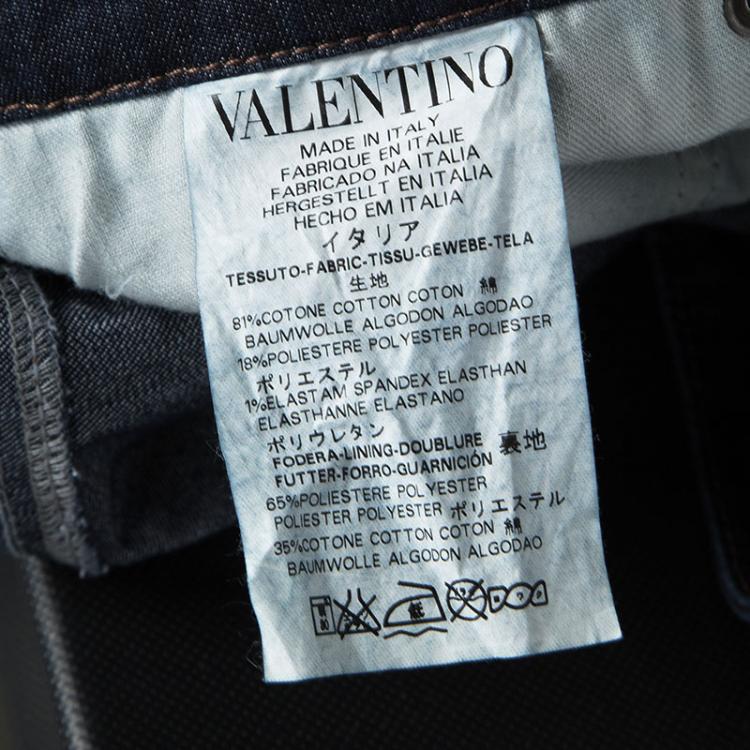 VALENTINO
MADE IN ITALY
FABRIQUE EN ITALIE
FABRICADO NA ITALIA
HERGESTELLT EN ITALIA
HECHO EM ITALIA
イタリア
TESSUTO-FABRIC-TISSU-GEWEBE-TELA
生地
81%COTONE COTTON COTON 綿
BAUMWOLLE ALGODON ALGODAO
18%POLIESTERE POLYESTER POLIESTER
ポリエステル
1%ELASTAM SPANDEX ELASTHAN
ELASTHANNE ELASTANO
ポリウレタン
FODERA-LINING-DOUBLURE 裏地
FUTTER-FORRO-GUARNICIÓN
65%POLIESTERE POLYESTER
POLIESTER POLYESTER ポリエステル
35%COTONE COTTON COTON 綿
BAUMWOLLE ALGODON ALGODAO
低